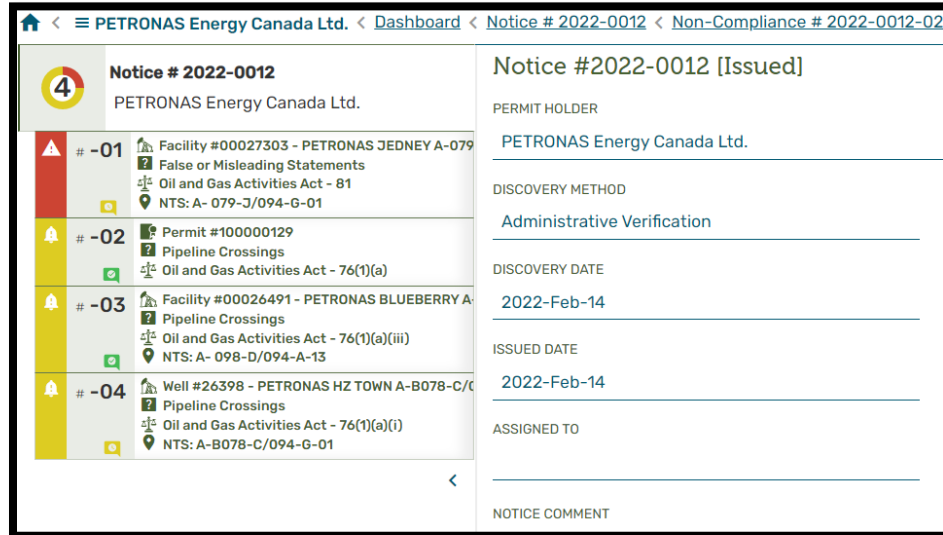 PETRONAS Energy Canada Ltd. < Dashboard < Notice # 2022-0012 < Non-Compliance # 2022-0012-02
4
Notice # 2022-0012
PETRONAS Energy Canada Ltd.
# -01
Facility #00027303 - PETRONAS JEDNEY A-079
False or Misleading Statements
Oil and Gas Activities Act - 81
NTS: A- 079-J/094-G-01
# -02
Permit #100000129
Pipeline Crossings
Oil and Gas Activities Act - 76(1)(a)
# -03
Facility #00026491 - PETRONAS BLUEBERRY A-
Pipeline Crossings
Oil and Gas Activities Act - 76(1)(a)(iii)
NTS: A- 098-D/094-A-13
# -04
Well #26398 - PETRONAS HZ TOWN A-B078-C/
Pipeline Crossings
Oil and Gas Activities Act - 76(1)(a)(i)
NTS: A-B078-C/094-G-01
Notice #2022-0012 [Issued]
PERMIT HOLDER
PETRONAS Energy Canada Ltd.
DISCOVERY METHOD
Administrative Verification
DISCOVERY DATE
2022-Feb-14
ISSUED DATE
2022-Feb-14
ASSIGNED TO
NOTICE COMMENT